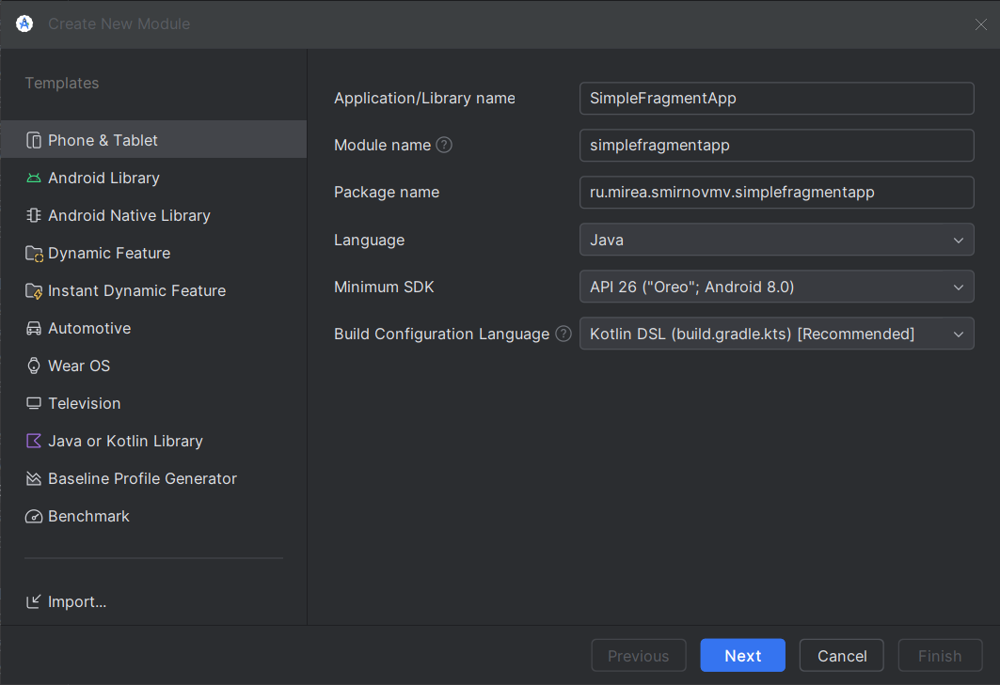 Create New Module
Templates
Phone & Tablet
Android Library
Android Native Library
Dynamic Feature
Instant Dynamic Feature
Automotive
Wear OS
Television
Java or Kotlin Library
Baseline Profile Generator
Benchmark
Import...
Application/Library name
SimpleFragmentApp
Module name ?
simplefragmentapp
Package name
ru.mirea.smirnovmv.simplefragmentapp
Language
Java
Minimum SDK
API 26 ("Oreo"; Android 8.0)
Build Configuration Language ?
Kotlin DSL (build.gradle.kts) [Recommended]
Previous
Next
Cancel
Finish